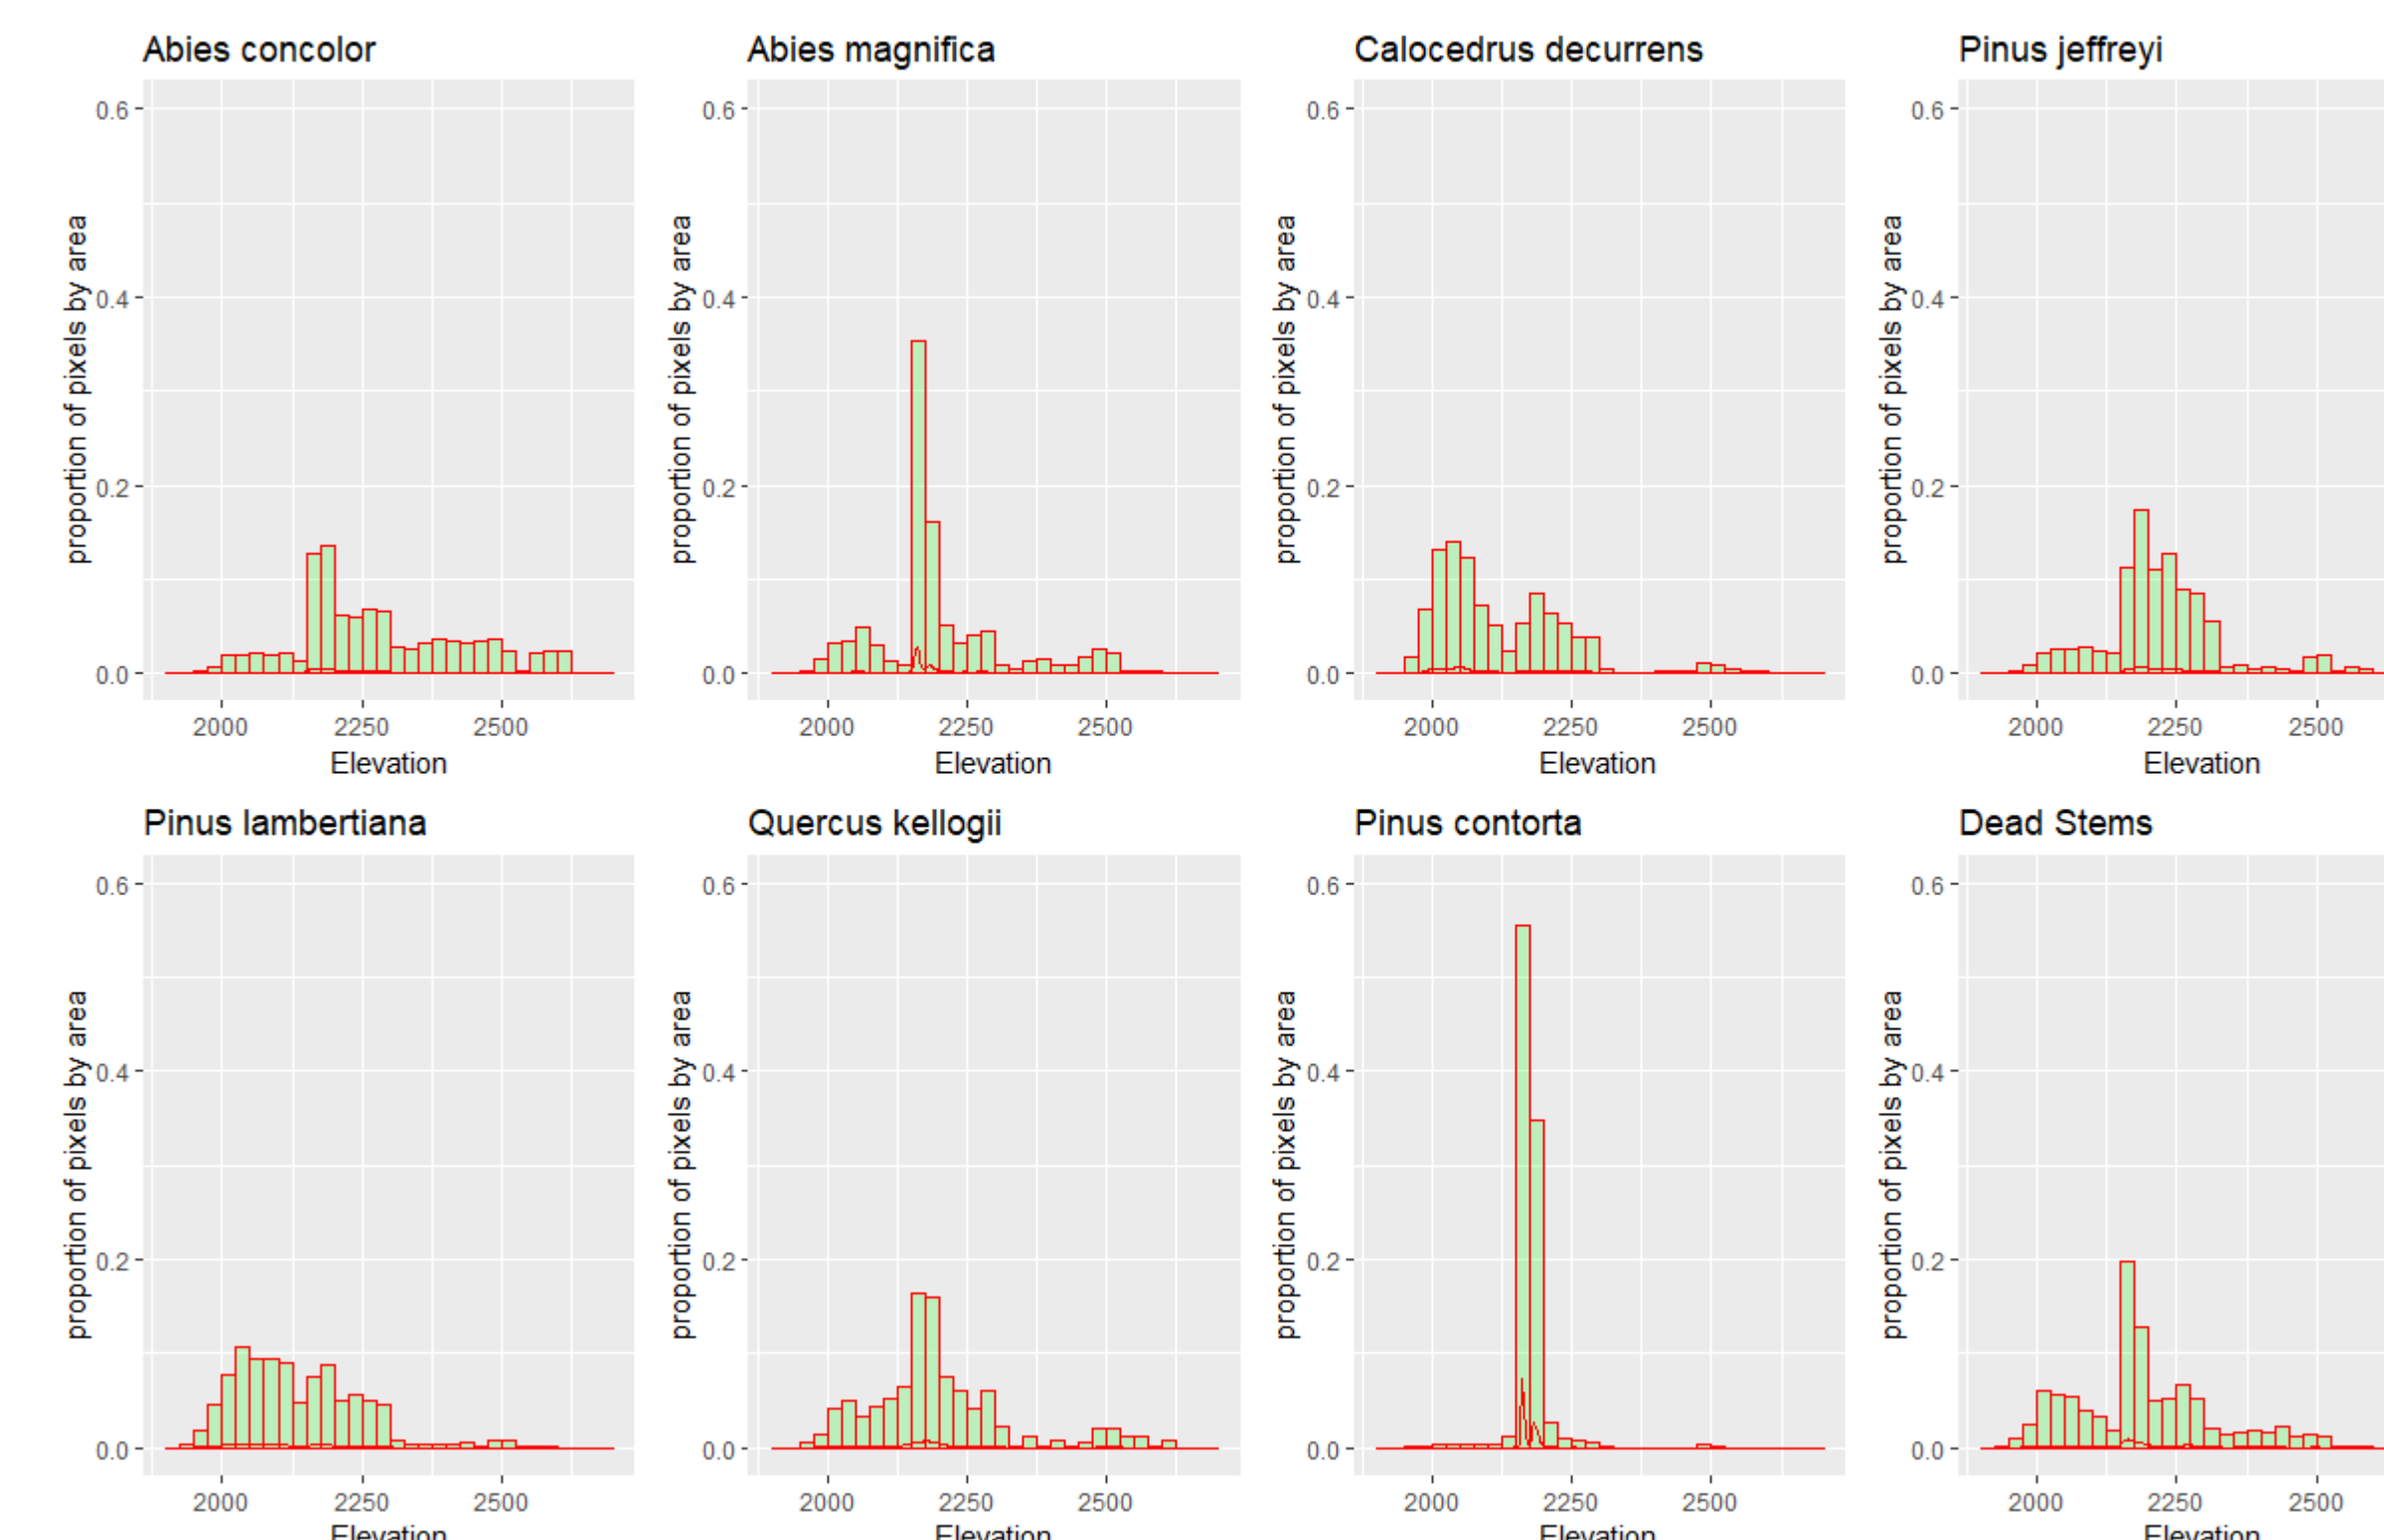 Abies concolor
0.6
0.4
0.2
0.0
proportion of pixels by area
2000 2250 2500
Elevation
Abies magnifica
0.6
0.4
0.2
0.0
proportion of pixels by area
2000 2250 2500
Elevation
Calocedrus decurrens
0.6
0.4
0.2
0.0
proportion of pixels by area
2000 2250 2500
Elevation
Pinus jeffreyi
0.6
0.4
0.2
0.0
proportion of pixels by area
2000 2250 2500
Elevation
Pinus lambertiana
0.6
0.4
0.2
0.0
proportion of pixels by area
2000 2250 2500
Elevation
Quercus kellogii
0.6
0.4
0.2
0.0
proportion of pixels by area
2000 2250 2500
Elevation
Pinus contorta
0.6
0.4
0.2
0.0
proportion of pixels by area
2000 2250 2500
Elevation
Dead Stems
0.6
0.4
0.2
0.0
proportion of pixels by area
2000 2250 2500
Elevation